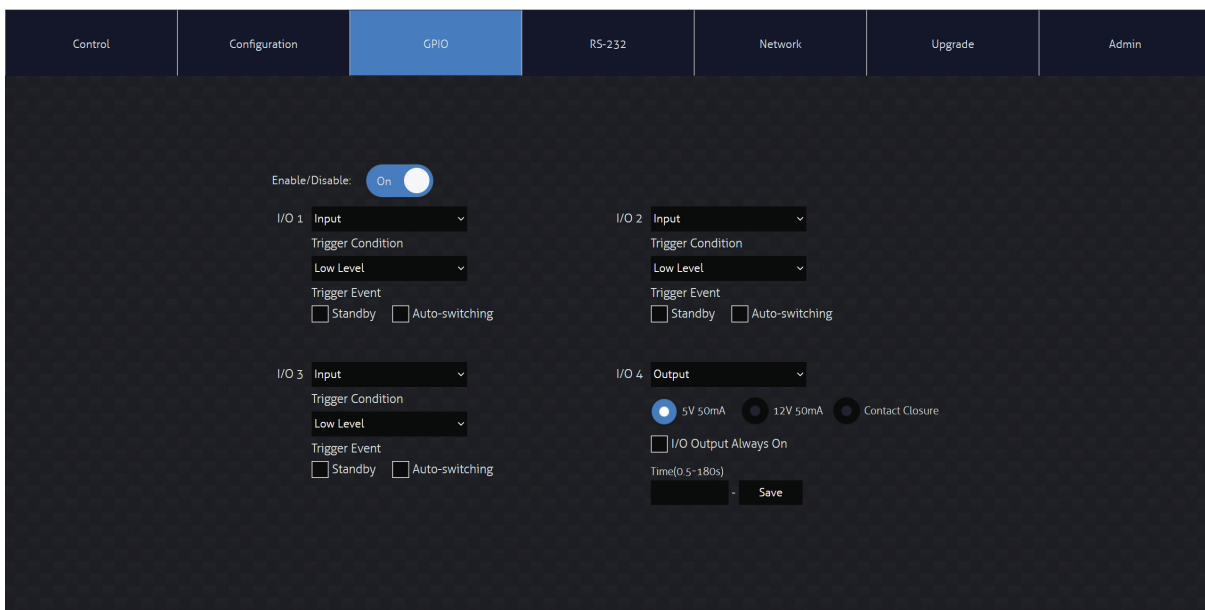 Control Configuration GPIO RS-232 Network Upgrade Admin
Enable/Disable: On
I/O 1 Input
Trigger Condition
Low Level
Trigger Event
Standby Auto-switching
I/O 2 Input
Trigger Condition
Low Level
Trigger Event
Standby Auto-switching
I/O 3 Input
Trigger Condition
Low Level
Trigger Event
Standby Auto-switching
I/O 4 Output
5V 50mA 12V 50mA Contact Closure
I/O Output Always On
Time(0.5~180s)
- Save